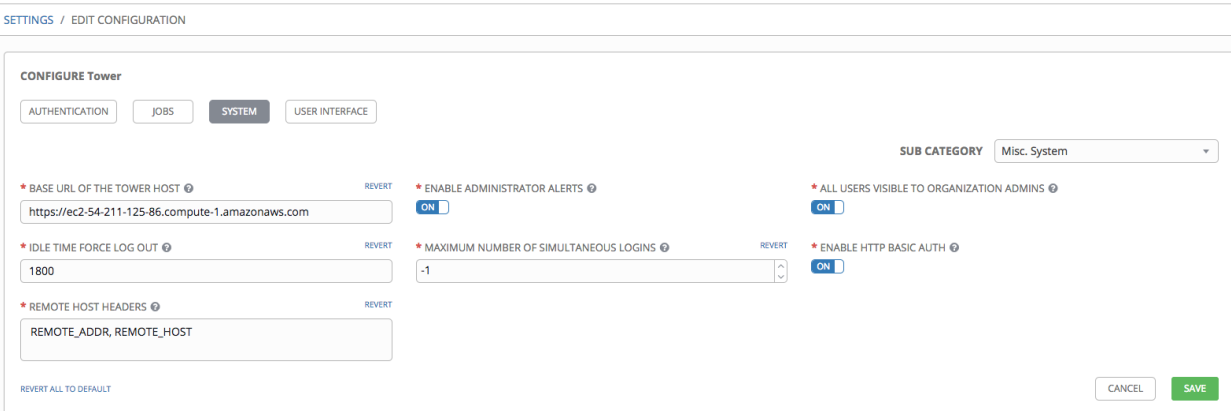 SETTINGS / EDIT CONFIGURATION
CONFIGURE Tower
AUTHENTICATION JOBS SYSTEM USER INTERFACE
SUB CATEGORY Misc. System
* BASE URL OF THE TOWER HOST ? REVERT * ENABLE ADMINISTRATOR ALERTS ? * ALL USERS VISIBLE TO ORGANIZATION ADMINS ?
https://ec2-54-211-125-86.compute-1.amazonaws.com ON ON
* IDLE TIME FORCE LOG OUT ? REVERT * MAXIMUM NUMBER OF SIMULTANEOUS LOGINS ? REVERT * ENABLE HTTP BASIC AUTH ?
1800 -1 ON
* REMOTE HOST HEADERS ? REVERT
REMOTE_ADDR, REMOTE_HOST
REVERT ALL TO DEFAULT CANCEL SAVE